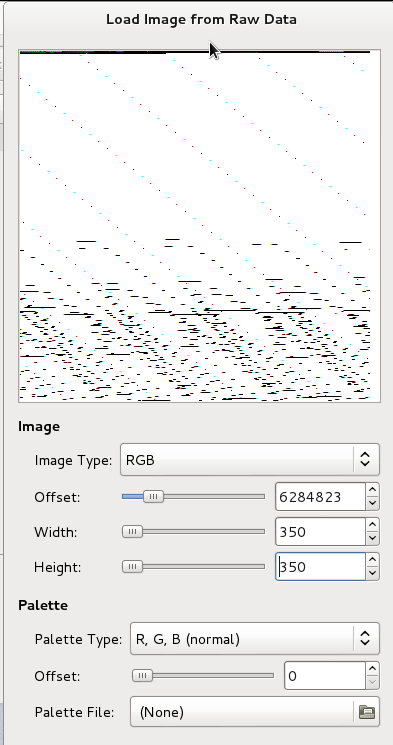 Load Image from Raw Data
Image
Image Type: RGB
Offset: 6284823
Width: 350
Height: 350
Palette
Palette Type: R, G, B (normal)
Offset: 0
Palette File: (None)